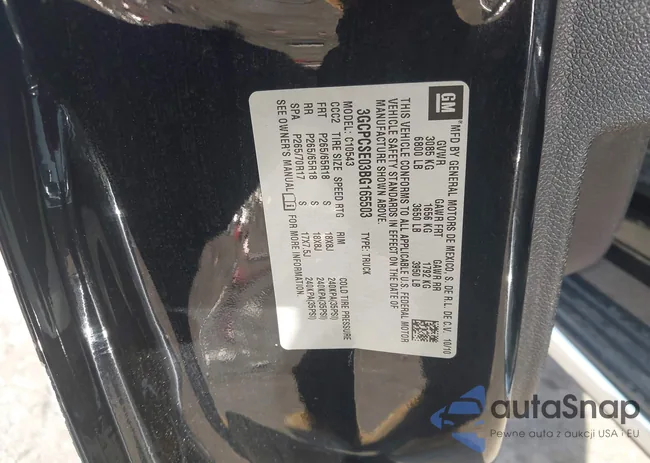 GM
MFD BY GENERAL MOTORS DE MEXICO, S. DE R.L. DE C.V. 10/10
GVWR GAWR FRT GAWR RR
3085 KG 1656 KG 1792 KG
6800 LB 3650 LB 3950 LB
THIS VEHICLE CONFORMS TO ALL APPLICABLE U.S. FEDERAL MOTOR
VEHICLE SAFETY STANDARDS IN EFFECT ON THE DATE OF
MANUFACTURE SHOWN ABOVE.
3GCPCSE03BG165503 TYPE: TRUCK
MODEL: C10543
CCC2 TIRE SIZE SPEED RTG RIM COLD TIRE PRESSURE
FRT P265/65R18 S 18X8J 240KPA(35PSI)
RR P265/65R18 S 18X8J 240KPA(35PSI)
SPA P265/70R17 S 17X7.5J 240KPA(35PSI)
SEE OWNER'S MANUAL FOR MORE INFORMATION.
autaSnap
Pewne auta z aukcji USA i EU